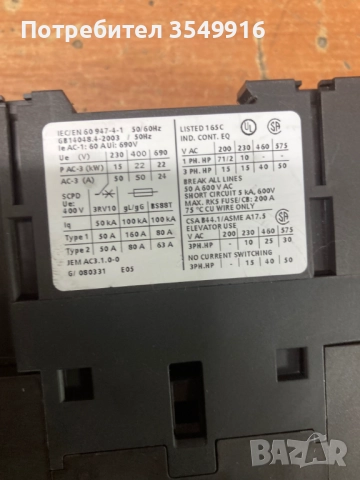 Позвънете на 3549916
IEC/EN 60 947-4-1 50/60Hz
GB14048.4-2003 / 50Hz
Ie AC-1: 60 A Ui: 690V
Ue (V) 230 400 690
P AC-3 (kW) 15 22 22
AC-3 (A) 50 50 24
SCPD
Ue: 400 V 3RV10 gL/gG BS88T
Iq 50 kA 100 kA 100 kA
Type 1 50 A 160 A 80 A
Type 2 50 A 80 A 63 A
JEM AC3.1.0-0
G/ 080331 E05
LISTED 165C
IND. CONT. EQ
UL SA
V AC 200 230 460 575
1 PH. HP 71/2 10 - -
3 PH. HP 15 15 40 50
BREAK ALL LINES
50 A 600 V AC
SHORT CIRCUIT 5 kA, 600V
MAX. RK5 FUSE/CB: 200 A
75 °C CU WIRE ONLY
CSA B44.1/ASME A17.5
ELEVATOR USE
V AC 200 230 460 575
3PH.HP - 10 25 30
NO CURRENT SWITCHING
3PH.HP - 15 40 50
SA
bazar